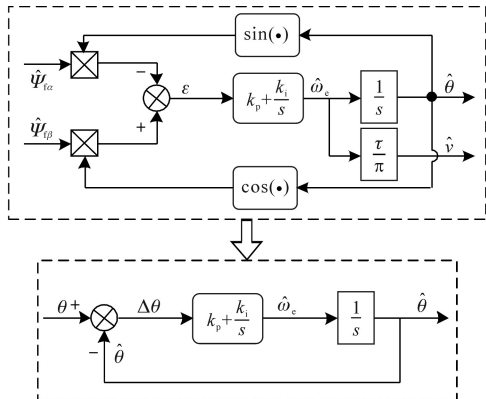 sin(•)
Ψ̂fα
−
ε
kp+ki/s
ω̂e
1/s
θ̂
+
Ψ̂fβ
τ/π
v̂
cos(•)
θ+
Δθ
kp+ki/s
ω̂e
1/s
θ̂
−
θ̂